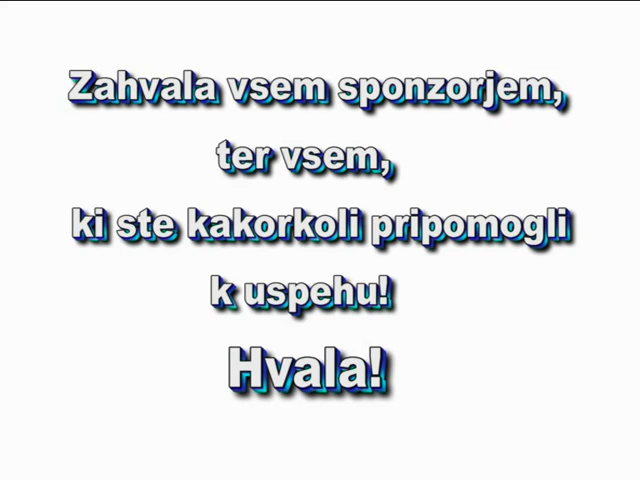 Zahvala vsem sponzorjem,
ter vsem,
ki ste kakorkoli pripomogli
k uspehu!
Hvala!